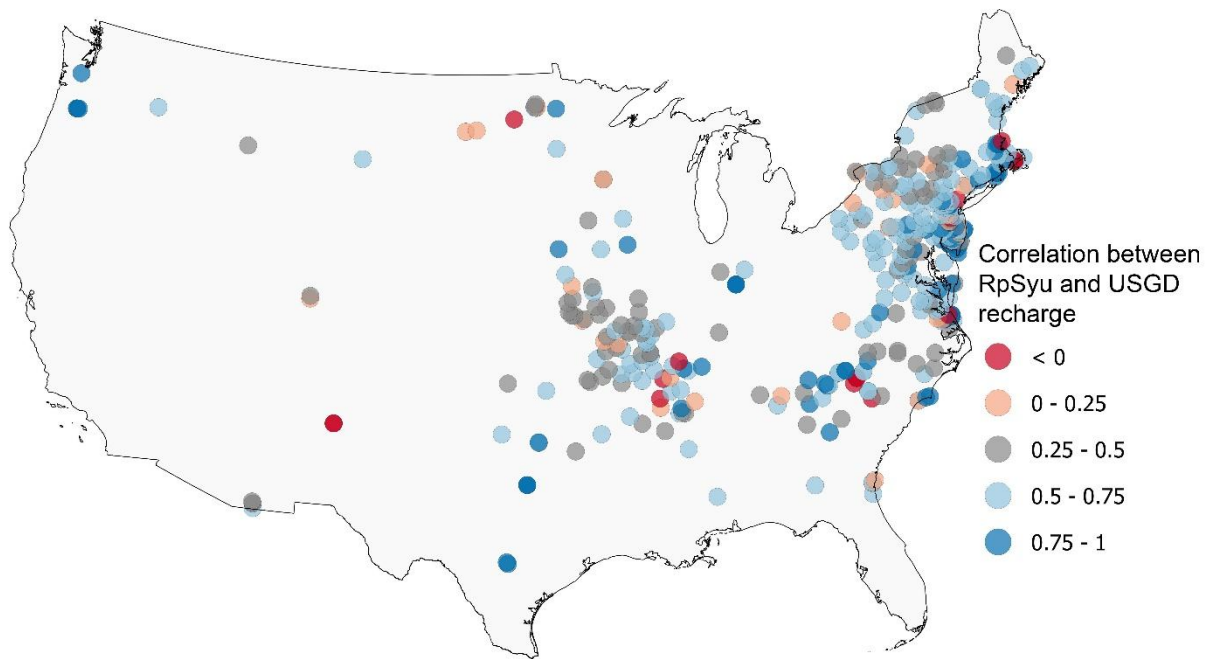 Correlation between
RpSyu and USGD
recharge
< 0
0 - 0.25
0.25 - 0.5
0.5 - 0.75
0.75 - 1